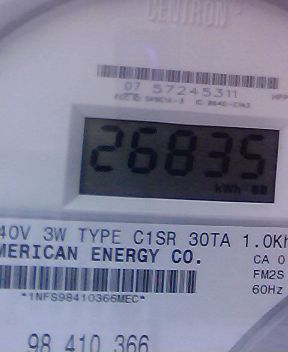 CENTRON
07 57245311
26835
kWh
40V 3W TYPE C1SR 30TA 1.0Kh
MERICAN ENERGY CO.
CA 0
FM2S
60Hz
*1NFS98410366MEC*
98 410 366